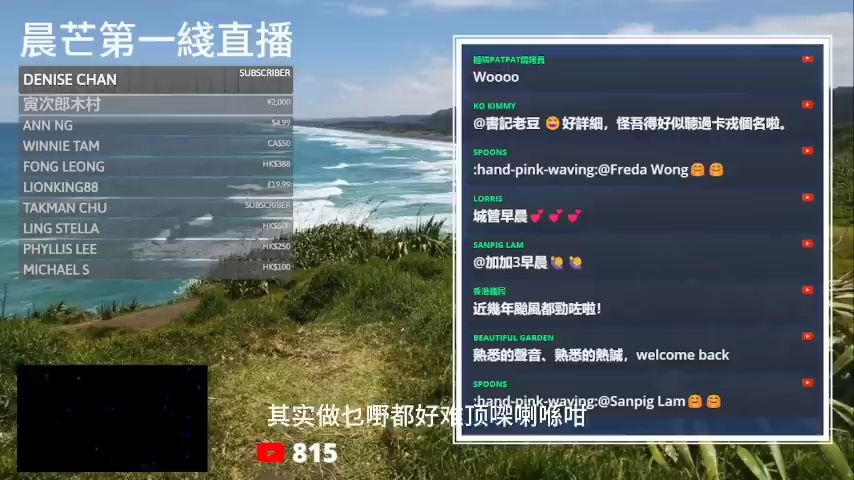 晨芒第一綫直播
DENISE CHAN SUBSCRIBER
寅次郎木村 ¥2,000
ANN NG $4.99
WINNIE TAM CA$50
FONG LEONG HK$388
LIONKING88 £19.99
TAKMAN CHU SUBSCRIBER
LING STELLA HK$500
PHYLLIS LEE HK$250
MICHAEL S HK$100
Woooo
KO KIMMY
@書記老豆 😄好詳細，怪吾得好似聽過卡戎個名啦。
SPOONS
:hand-pink-waving:@Freda Wong🤗🤗
LORRIS
城管早晨💕💕💕
SANPIG LAM
@加加3早晨🙋🙋
香港國民
近幾年颱風都勁咗啦!
BEAUTIFUL GARDEN
熟悉的聲音、熟悉的熱誠，welcome back
SPOONS
:hand-pink-waving:@Sanpig Lam🤗🤗
其实做乜嘢都好难顶㗎喇喺咁
815